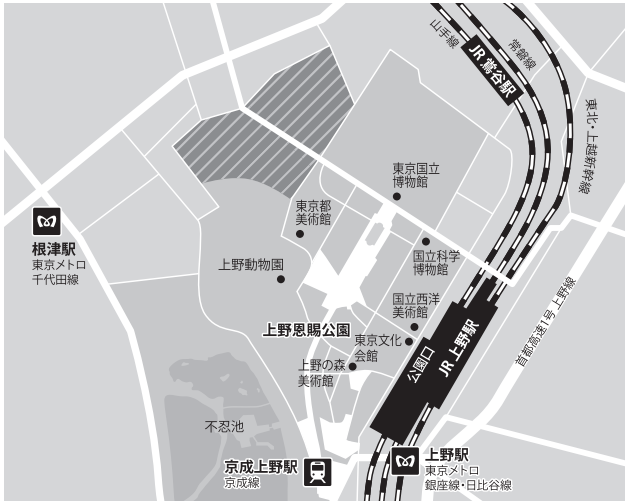 山手線
常磐線
JR 鶯谷駅
東北・上越新幹線
東京国立
博物館
東京都
美術館
根津駅
東京メトロ
千代田線
上野動物園
国立科学
博物館
国立西洋
美術館
首都高速1号 上野線
上野恩賜公園
東京文化
会館
公園口
JR 上野駅
上野の森
美術館
不忍池
京成上野駅
京成線
上野駅
東京メトロ
銀座線・日比谷線